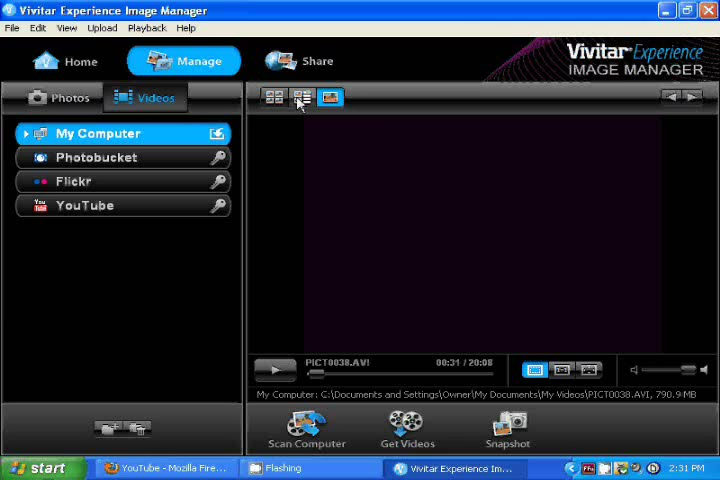 Vivitar Experience Image Manager
File Edit View Upload Playback Help
Home Manage Share
Vivitar Experience
IMAGE MANAGER
Photos Videos
My Computer
Photobucket
Flickr
You Tube YouTube
PICT0038.AVI 00:31 / 20:08
My Computer: C:\Documents and Settings\Owner\My Documents\My Videos\PICT0038.AVI, 790.9 MB
Scan Computer Get Videos Snapshot
start YouTube - Mozilla Fire... Flashing Vivitar Experience Im... 2:31 PM